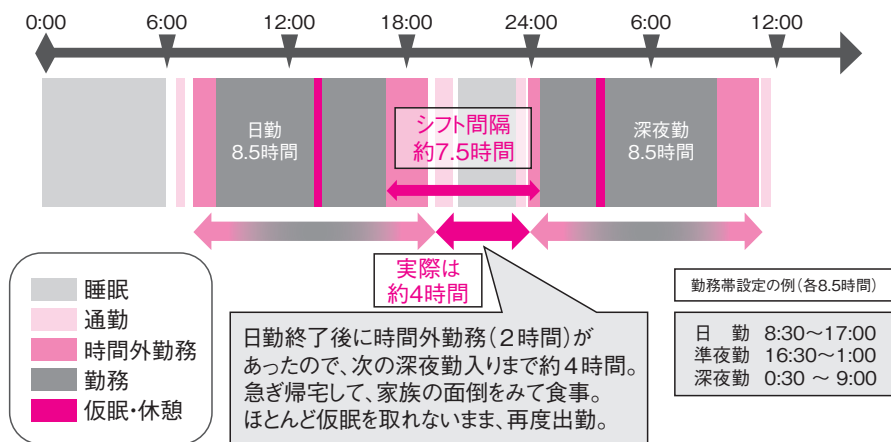 0:00 6:00 12:00 18:00 24:00 6:00 12:00
日勤
8.5時間
シフト間隔
約7.5時間
深夜勤
8.5時間
実際は
約4時間
睡眠
通勤
時間外勤務
勤務
仮眠・休憩
日勤終了後に時間外勤務（2時間）が
あったので、次の深夜勤入りまで約4時間。
急ぎ帰宅して、家族の面倒をみて食事。
ほとんど仮眠を取れないまま、再度出勤。
勤務帯設定の例（各8.5時間）
日　勤 8:30～17:00
準夜勤 16:30～1:00
深夜勤 0:30 ～ 9:00